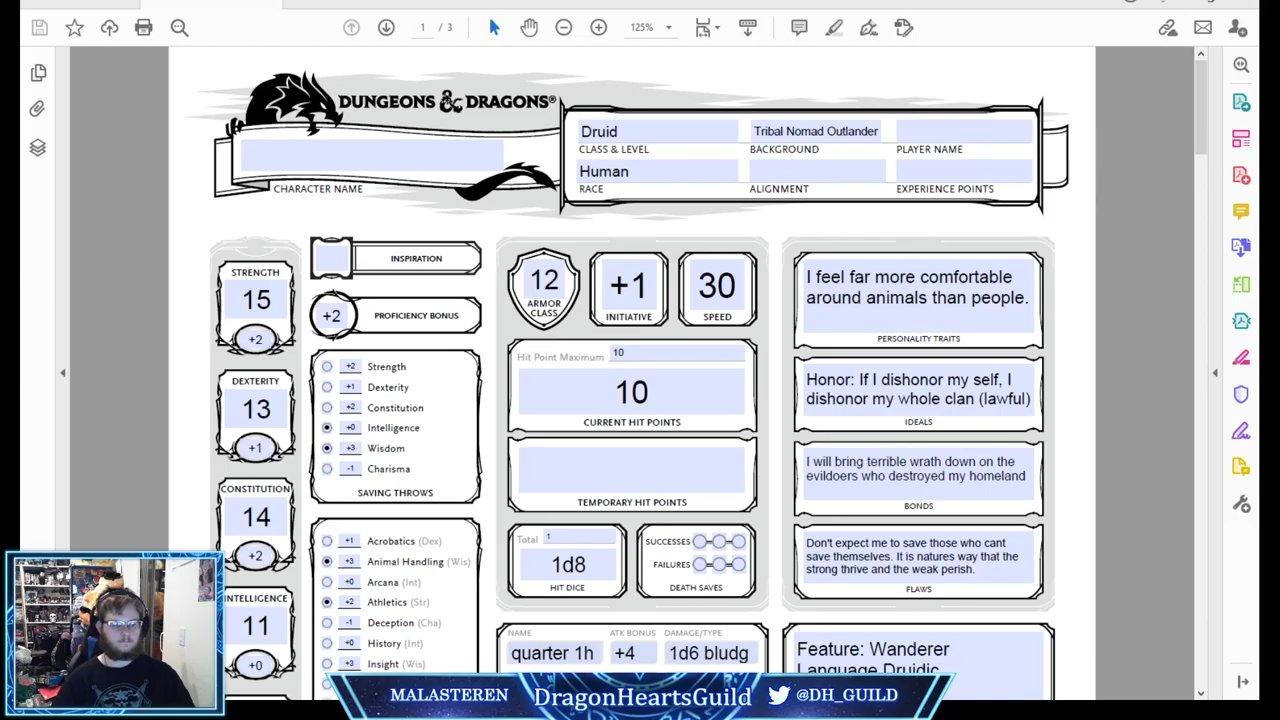 1 / 3
125%
DUNGEONS & DRAGONS®
CHARACTER NAME
Druid
CLASS & LEVEL
Tribal Nomad Outlander
BACKGROUND
PLAYER NAME
Human
RACE
ALIGNMENT
EXPERIENCE POINTS
STRENGTH
15
+2
DEXTERITY
13
+1
CONSTITUTION
14
+2
INTELLIGENCE
11
+0
INSPIRATION
+2
PROFICIENCY BONUS
+2 Strength
+1 Dexterity
+2 Constitution
+0 Intelligence
+3 Wisdom
-1 Charisma
SAVING THROWS
+1 Acrobatics (Dex)
+3 Animal Handling (Wis)
+0 Arcana (Int)
+2 Athletics (Str)
-1 Deception (Cha)
+0 History (Int)
+3 Insight (Wis)
12
ARMOR
CLASS
+1
INITIATIVE
30
SPEED
Hit Point Maximum 10
10
CURRENT HIT POINTS
TEMPORARY HIT POINTS
Total 1
1d8
HIT DICE
SUCCESSES
FAILURES
DEATH SAVES
NAME ATK BONUS DAMAGE/TYPE
quarter 1h +4 1d6 bludg
I feel far more comfortable
around animals than people.
PERSONALITY TRAITS
Honor: If I dishonor my self, I
dishonor my whole clan (lawful)
IDEALS
I will bring terrible wrath down on the
evildoers who destroyed my homeland
BONDS
Don't expect me to save those who cant
save themselves. It is natures way that the
strong thrive and the weak perish.
FLAWS
Feature: Wanderer
Language Druidic
MALASTEREN
DragonHeartsGuild
@DH_GUILD